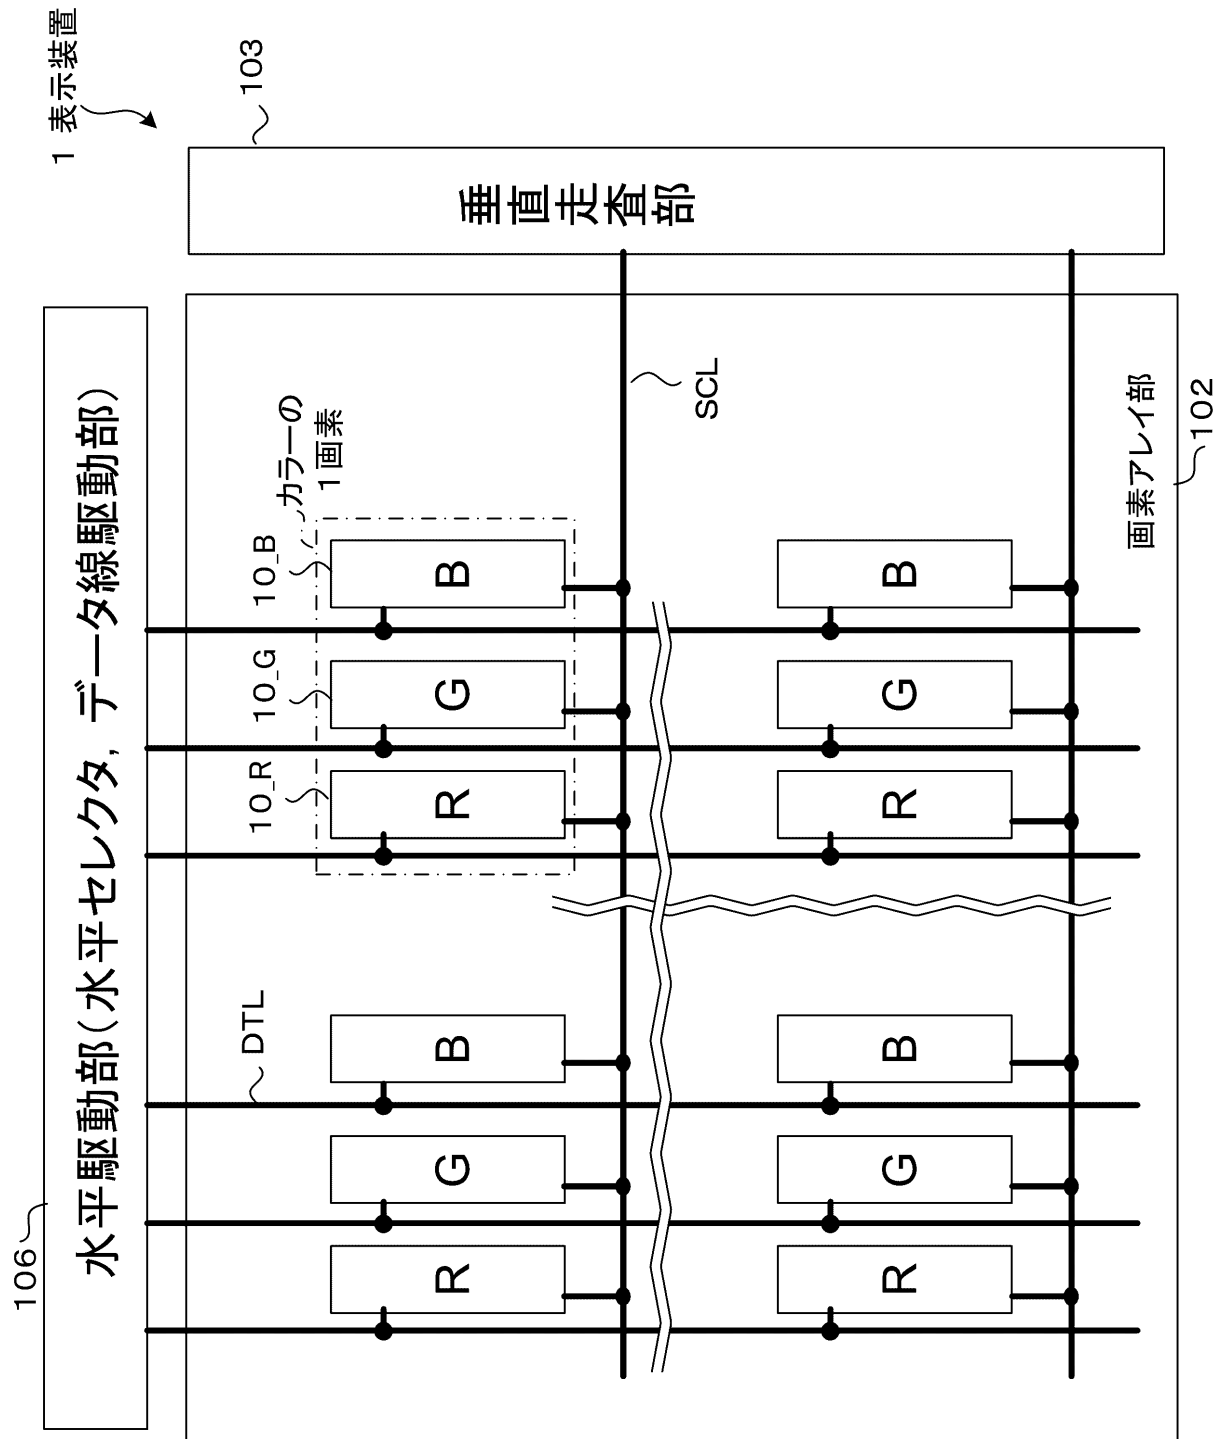 1 表示装置
106
水平駆動部(水平セレクタ, データ線駆動部)
103
垂直走査部
DTL
10_R
10_G
10_B
カラーの
1画素
R
G
B
R
G
B
SCL
R
G
B
R
G
B
画素アレイ部
102